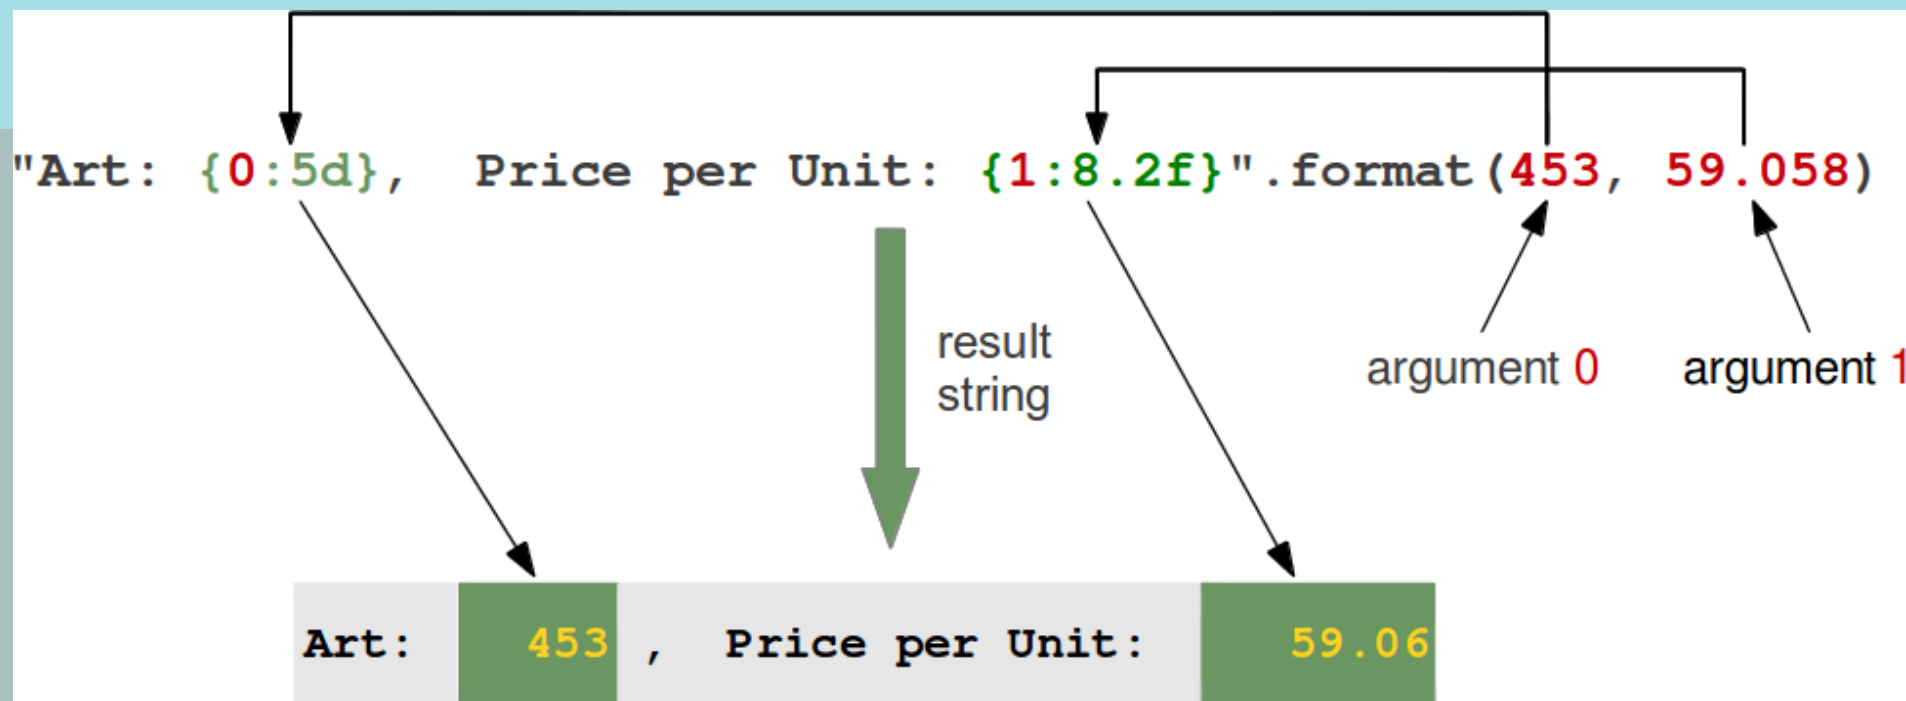 "Art: {0:5d},  Price per Unit: {1:8.2f}".format(453, 59.058)
result
string
argument 0
argument 1
Art:   453 ,  Price per Unit:    59.06